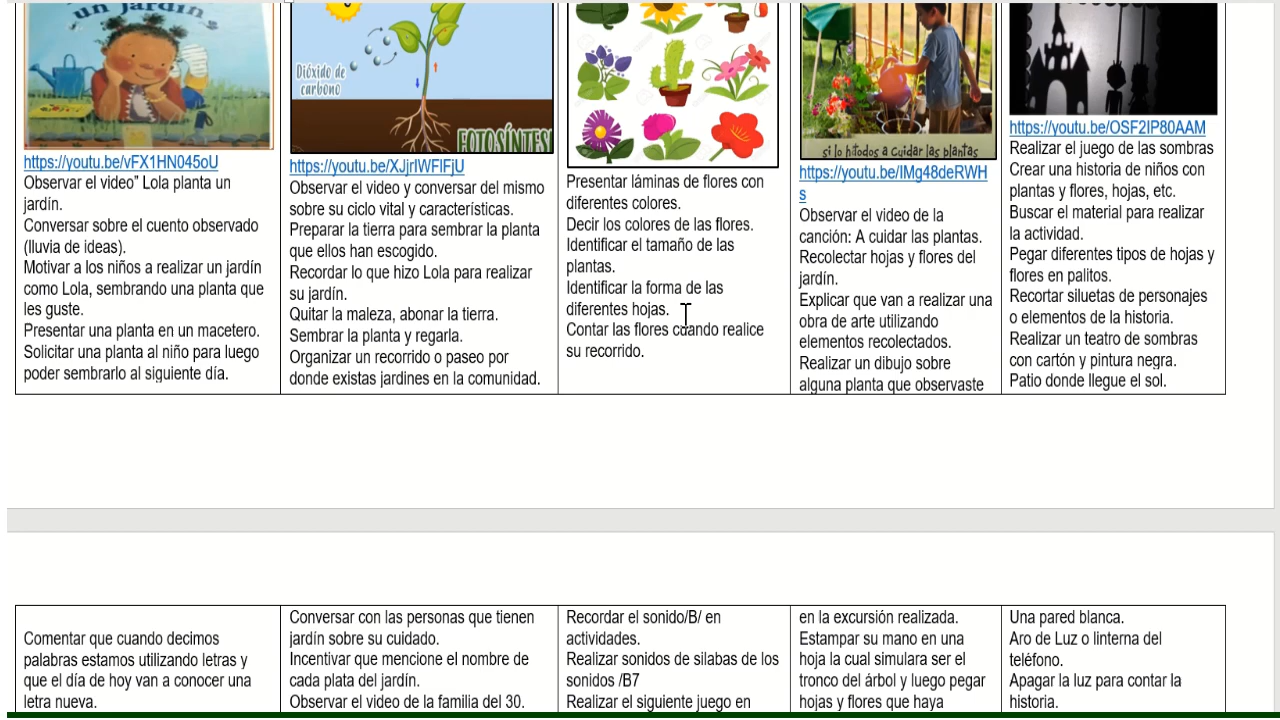 un jardín
https://youtu.be/vFX1HN045oU
Observar el video" Lola planta un
jardín.
Conversar sobre el cuento observado
(lluvia de ideas).
Motivar a los niños a realizar un jardín
como Lola, sembrando una planta que
les guste.
Presentar una planta en un macetero.
Solicitar una planta al niño para luego
poder sembrarlo al siguiente día.
Dióxido de
carbono
FOTOSÍNTESI
https://youtu.be/XJjrIWFlFjU
Observar el video y conversar del mismo
sobre su ciclo vital y características.
Preparar la tierra para sembrar la planta
que ellos han escogido.
Recordar lo que hizo Lola para realizar
su jardín.
Quitar la maleza, abonar la tierra.
Sembrar la planta y regarla.
Organizar un recorrido o paseo por
donde existas jardines en la comunidad.
Presentar láminas de flores con
diferentes colores.
Decir los colores de las flores.
Identificar el tamaño de las
plantas.
Identificar la forma de las
diferentes hojas.
Contar las flores cuando realice
su recorrido.
si lo htodos a cuidar las plantas
https://youtu.be/IMg48deRWH
s
Observar el video de la
canción: A cuidar las plantas.
Recolectar hojas y flores del
jardín.
Explicar que van a realizar una
obra de arte utilizando
elementos recolectados.
Realizar un dibujo sobre
alguna planta que observaste
https://youtu.be/OSF2IP80AAM
Realizar el juego de las sombras
Crear una historia de niños con
plantas y flores, hojas, etc.
Buscar el material para realizar
la actividad.
Pegar diferentes tipos de hojas y
flores en palitos.
Recortar siluetas de personajes
o elementos de la historia.
Realizar un teatro de sombras
con cartón y pintura negra.
Patio donde llegue el sol.
Comentar que cuando decimos
palabras estamos utilizando letras y
que el día de hoy van a conocer una
letra nueva.
Conversar con las personas que tienen
jardín sobre su cuidado.
Incentivar que mencione el nombre de
cada plata del jardín.
Observar el video de la familia del 30.
Recordar el sonido/B/ en
actividades.
Realizar sonidos de silabas de los
sonidos /B7
Realizar el siguiente juego en
en la excursión realizada.
Estampar su mano en una
hoja la cual simulara ser el
tronco del árbol y luego pegar
hojas y flores que haya
Una pared blanca.
Aro de Luz o linterna del
teléfono.
Apagar la luz para contar la
historia.